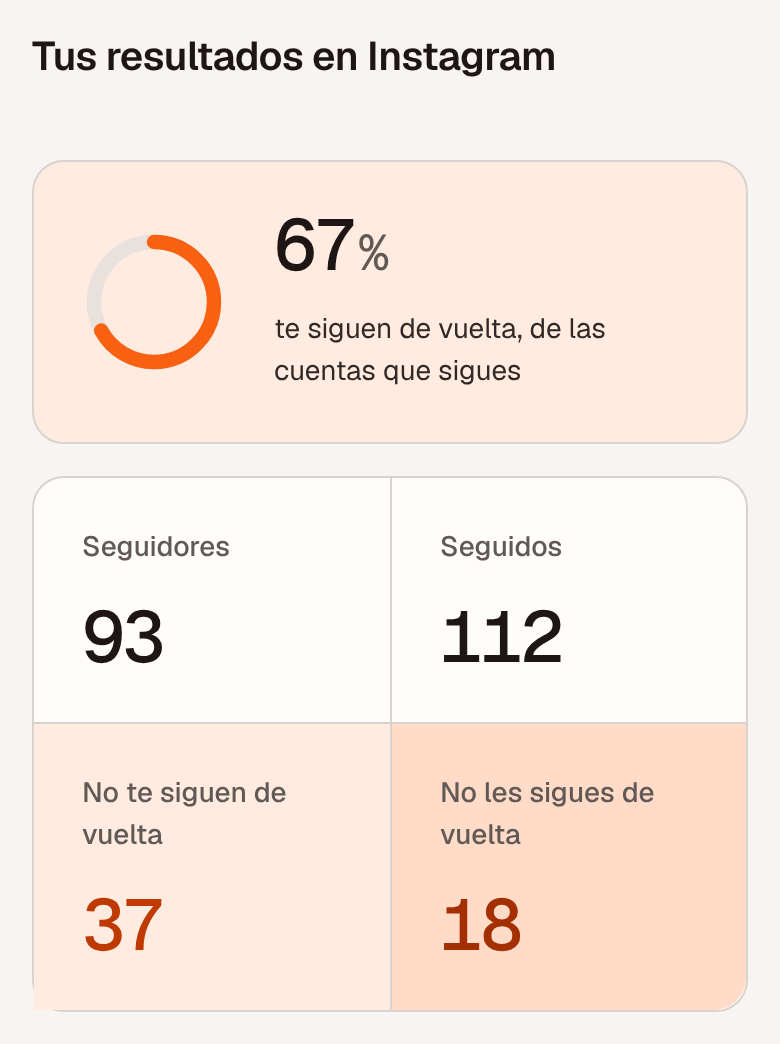 Tus resultados en Instagram
67%
te siguen de vuelta, de las
cuentas que sigues
Seguidores
93
Seguidos
112
No te siguen de
vuelta
37
No les sigues de
vuelta
18